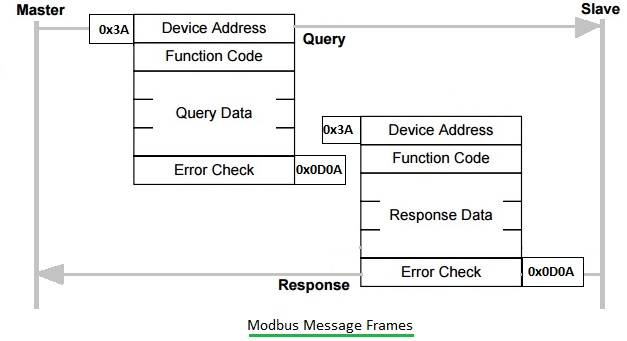 Master
Slave
0x3A
Device Address
Query
Function Code
Query Data
0x3A
Device Address
Function Code
Error Check
0x0D0A
Response Data
Error Check
0x0D0A
Response
Modbus Message Frames